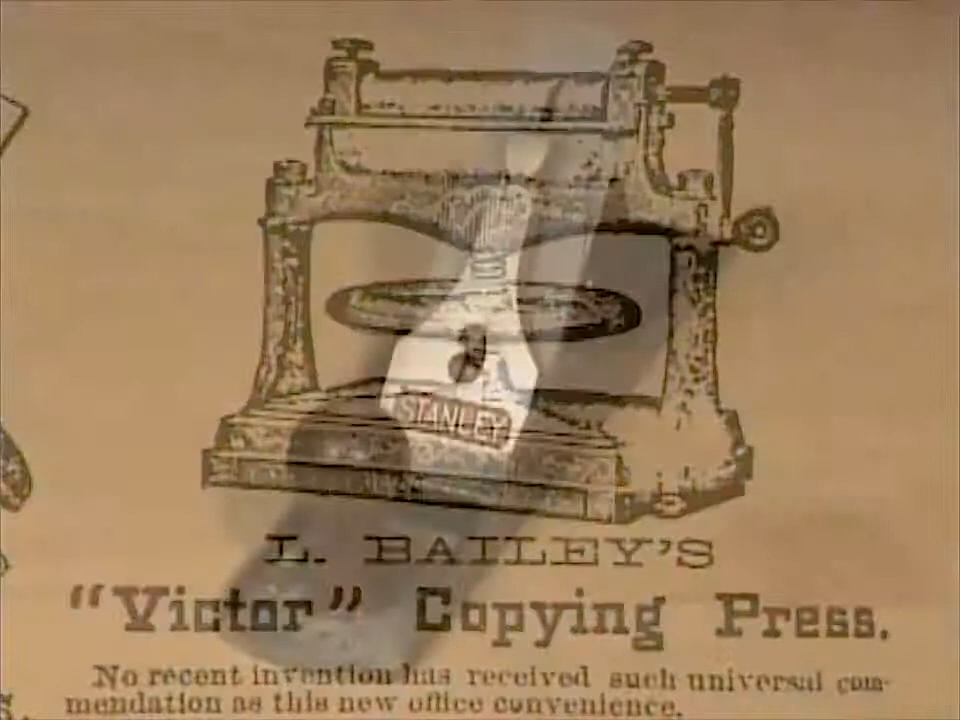 STANLEY
L. BAILEY'S
"Victor" Copying Press.
No recent invention has received such universal com-
mendation as this new office convenience.